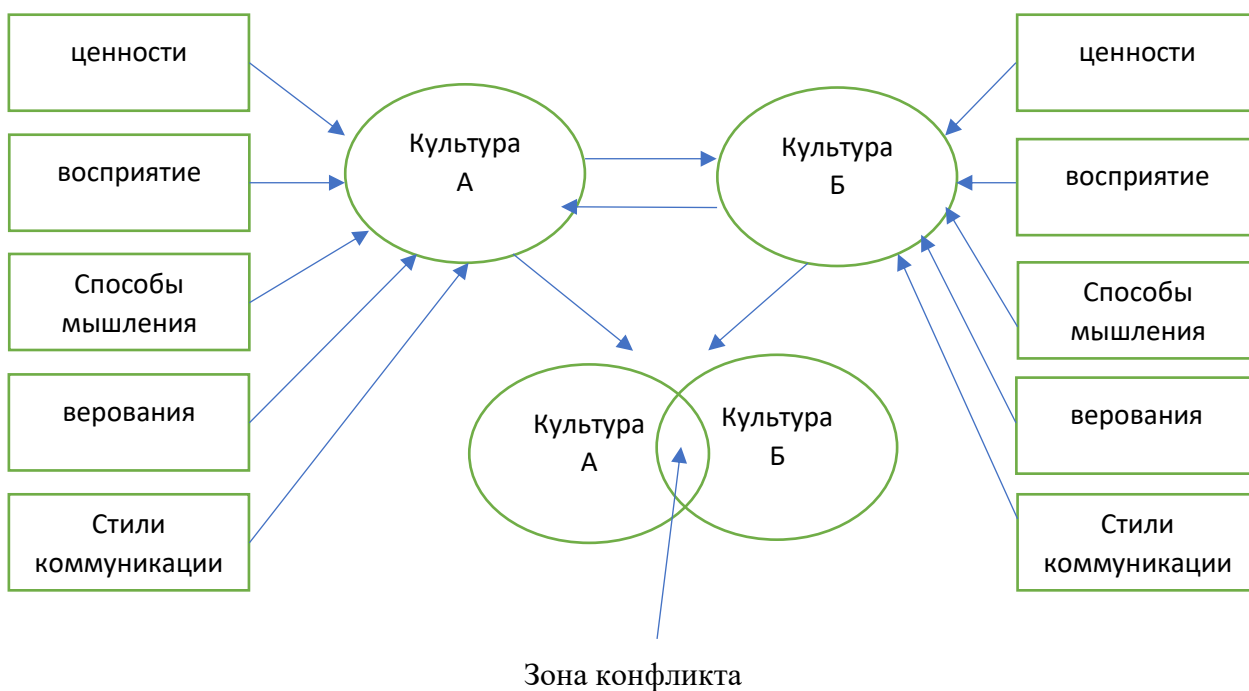 ценности
ценности
Культура
А
Культура
Б
восприятие
восприятие
Способы
мышления
Способы
мышления
верования
верования
Культура
А
Культура
Б
Стили
коммуникации
Стили
коммуникации
Зона конфликта